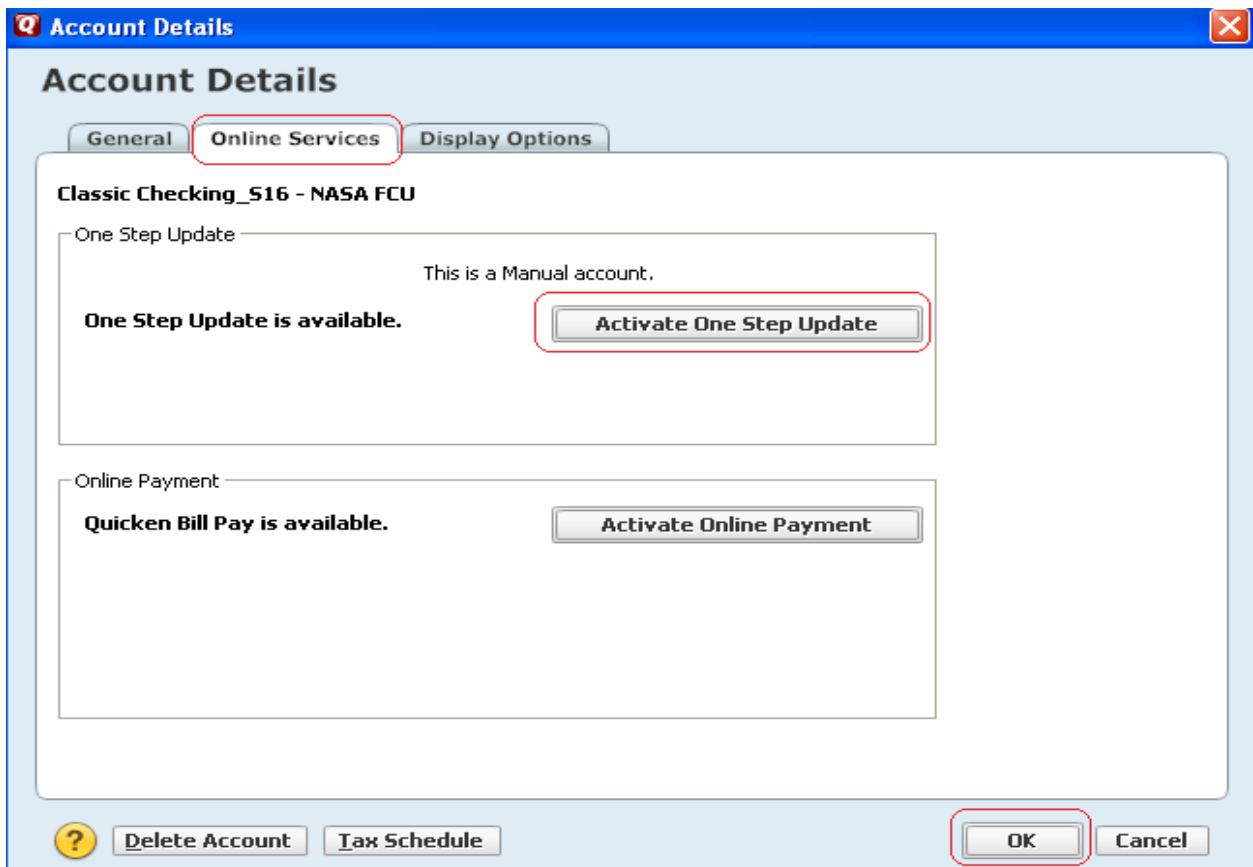 Q Account Details
Account Details
General Online Services Display Options
Classic Checking_S16 - NASA FCU
One Step Update
This is a Manual account.
One Step Update is available. Activate One Step Update
Online Payment
Quicken Bill Pay is available. Activate Online Payment
? Delete Account Tax Schedule OK Cancel